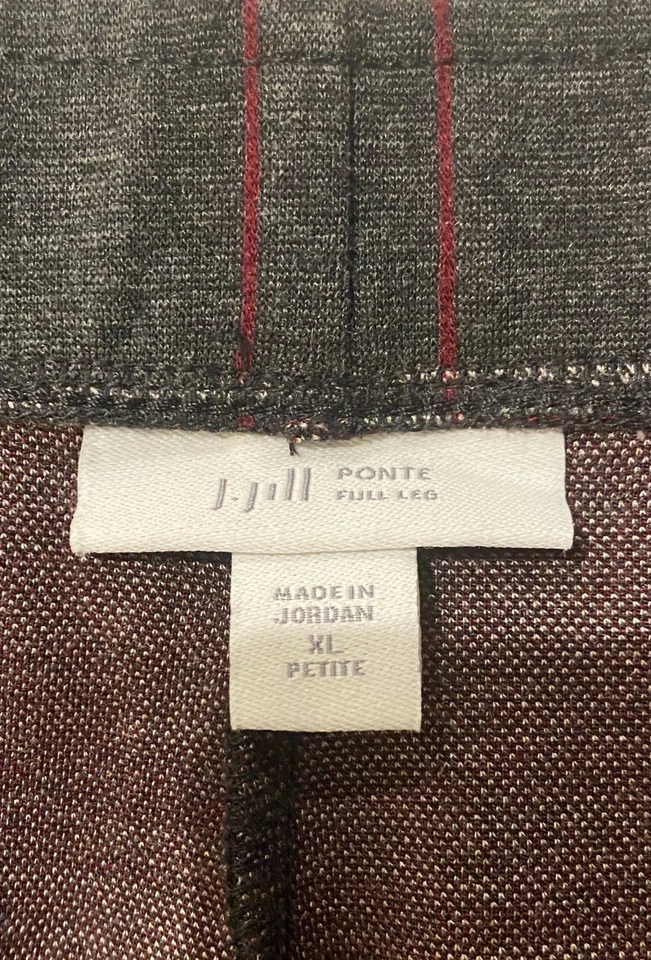 J.Jill PONTE
FULL LEG
MADE IN
JORDAN
XL
PETITE